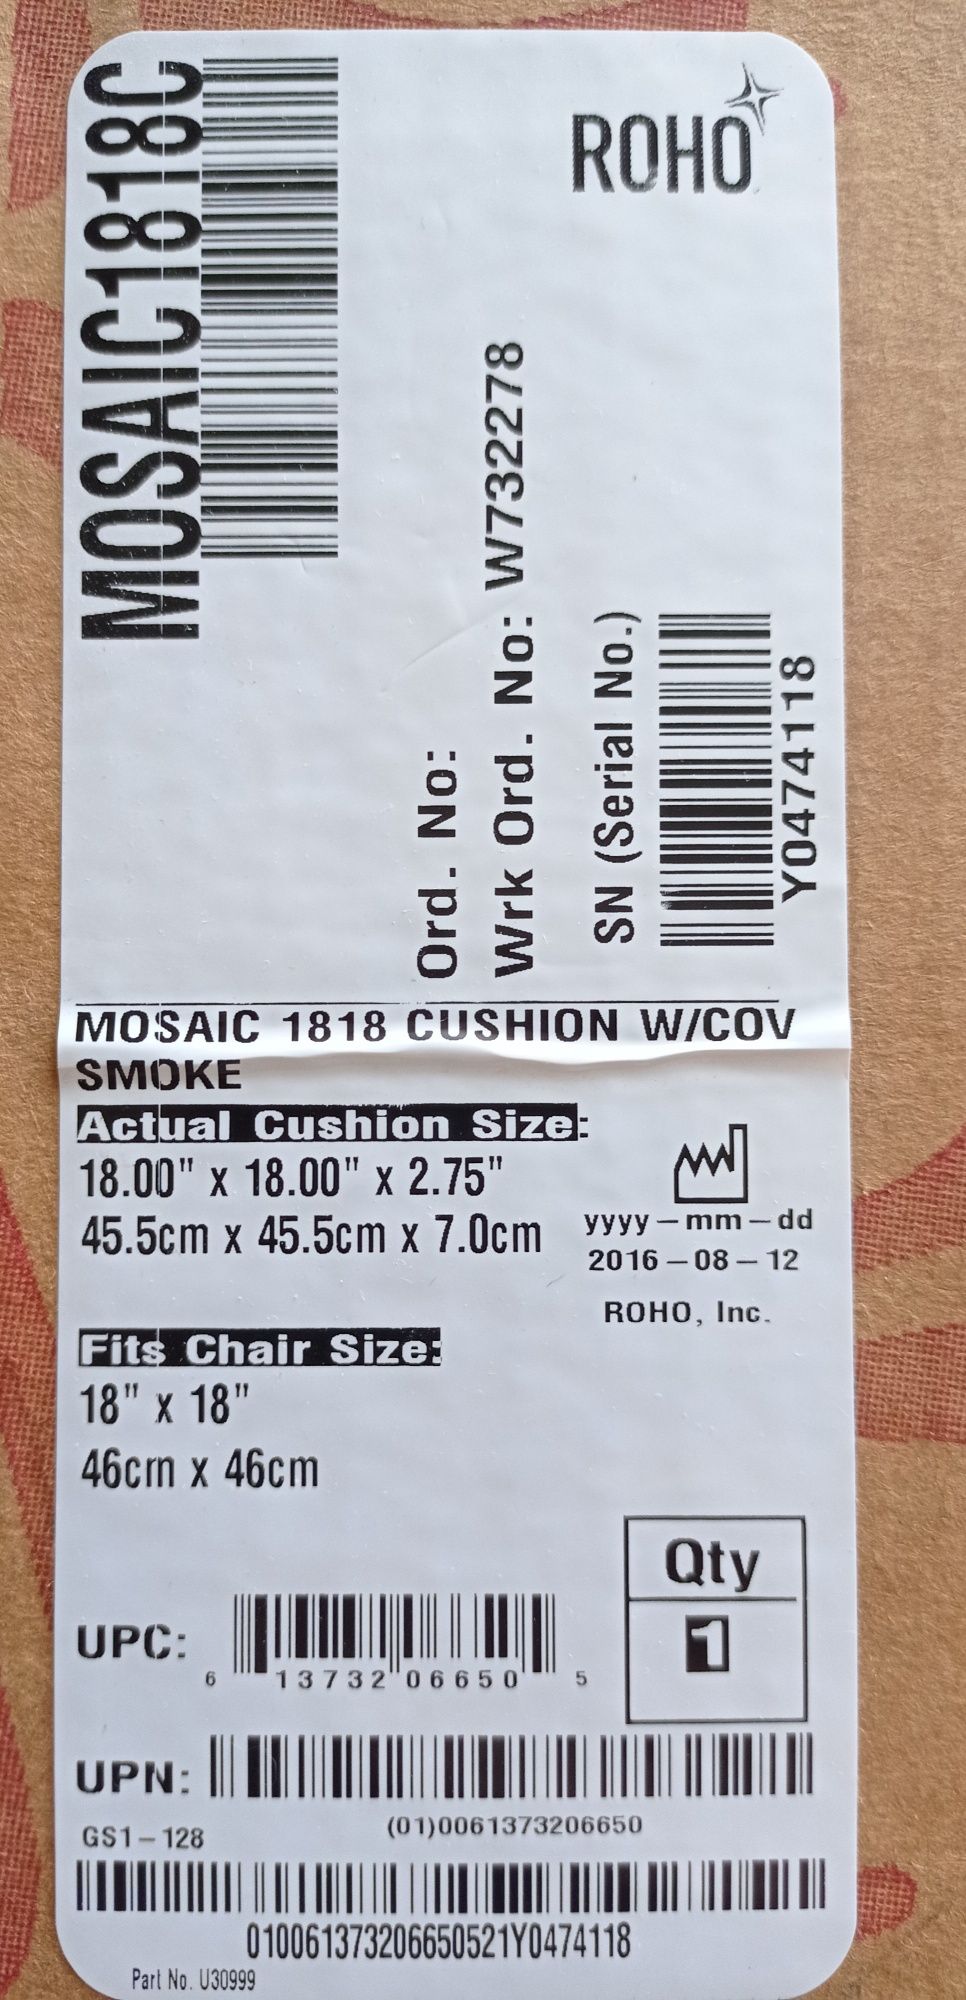 MOSAIC1818C
ROHO
Ord. No:
Wrk Ord. No: W732278
SN (Serial No.)
Y0474118
MOSAIC 1818 CUSHION W/COV
SMOKE
Actual Cushion Size:
18.00" x 18.00" x 2.75"
45.5cm x 45.5cm x 7.0cm
yyyy-mm-dd
2016-08-12
ROHO, Inc.
Fits Chair Size:
18" x 18"
46cm x 46cm
Qty
1
UPC:
6 13732 06650 5
UPN:
(01)0061373206650
GS1-128
010061373206650521Y0474118
Part No. U30999